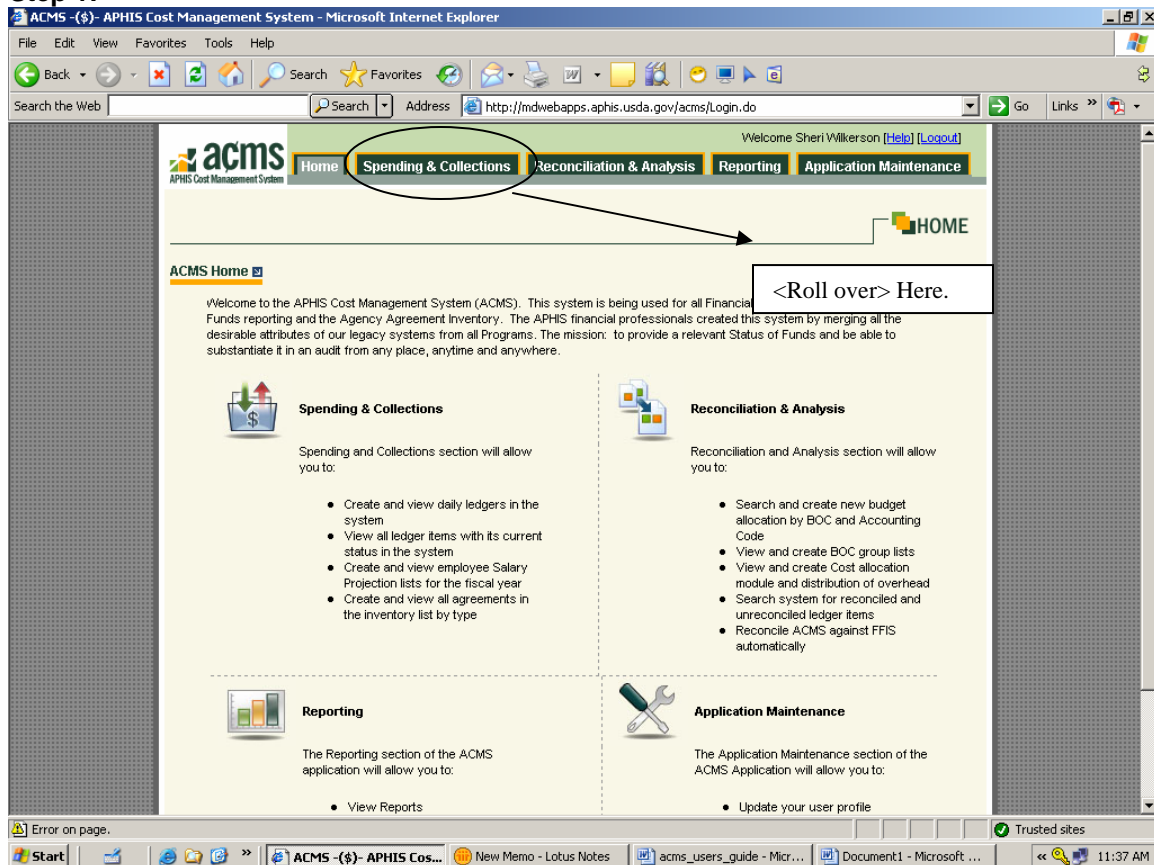 ACMS -($)- APHIS Cost Management System - Microsoft Internet Explorer
File Edit View Favorites Tools Help
Back Search Favorites
Search the Web Search Address http://mdwebapps.aphis.usda.gov/acms/Login.do Go Links »
Welcome Sheri Wilkerson [Help] [Logout]
acms
APHIS Cost Management System
Home Spending & Collections Reconciliation & Analysis Reporting Application Maintenance
HOME
ACMS Home
<Roll over> Here.
Welcome to the APHIS Cost Management System (ACMS). This system is being used for all Financial
Funds reporting and the Agency Agreement Inventory. The APHIS financial professionals created this system by merging all the
desirable attributes of our legacy systems from all Programs. The mission: to provide a relevant Status of Funds and be able to
substantiate it in an audit from any place, anytime and anywhere.
Spending & Collections
Spending and Collections section will allow
you to:
● Create and view daily ledgers in the
system
● View all ledger items with its current
status in the system
● Create and view employee Salary
Projection lists for the fiscal year
● Create and view all agreements in
the inventory list by type
Reconciliation & Analysis
Reconciliation and Analysis section will allow
you to:
● Search and create new budget
allocation by BOC and Accounting
Code
● View and create BOC group lists
● View and create Cost allocation
module and distribution of overhead
● Search system for reconciled and
unreconciled ledger items
● Reconcile ACMS against FFIS
automatically
Reporting
The Reporting section of the ACMS
application will allow you to:
● View Reports
Application Maintenance
The Application Maintenance section of the
ACMS Application will allow you to:
● Update your user profile
Error on page. Trusted sites
Start » ACMS -($)- APHIS Cos... New Memo - Lotus Notes acms_users_guide - Micr... Document1 - Microsoft ... « 11:37 AM